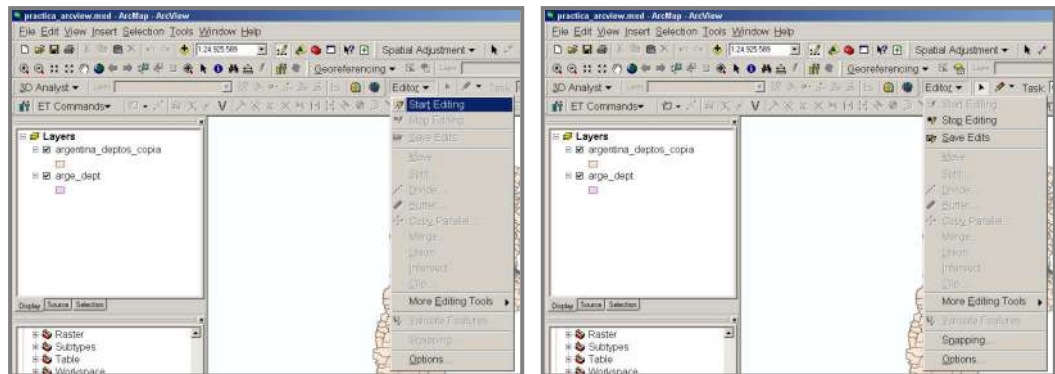 practica_arcview.mxd - ArcMap - ArcView
File Edit View Insert Selection Tools Window Help
1:24.925.589 Spatial Adjustment
Georeferencing
3D Analyst Editor Task
ET Commands
Start Editing
Stop Editing
Save Edits
Move...
Split...
Divide...
Buffer...
Copy Parallel...
Merge...
Union...
Intersect...
Clip...
More Editing Tools
Validate Features
Snapping...
Options...
Layers
argentina_deptos_copia
arge_dept
Display Source Selection
Raster
Subtypes
Table
Workspace
practica_arcview.mxd - ArcMap - ArcView
File Edit View Insert Selection Tools Window Help
1:24.925.589 Spatial Adjustment
Georeferencing
3D Analyst Editor Task:
ET Commands
Start Editing
Stop Editing
Save Edits
Move...
Split...
Divide...
Buffer...
Copy Parallel...
Merge...
Union...
Intersect...
Clip...
More Editing Tools
Validate Features
Snapping...
Options...
Layers
argentina_deptos_copia
arge_dept
Display Source Selection
Raster
Subtypes
Table
Workspace